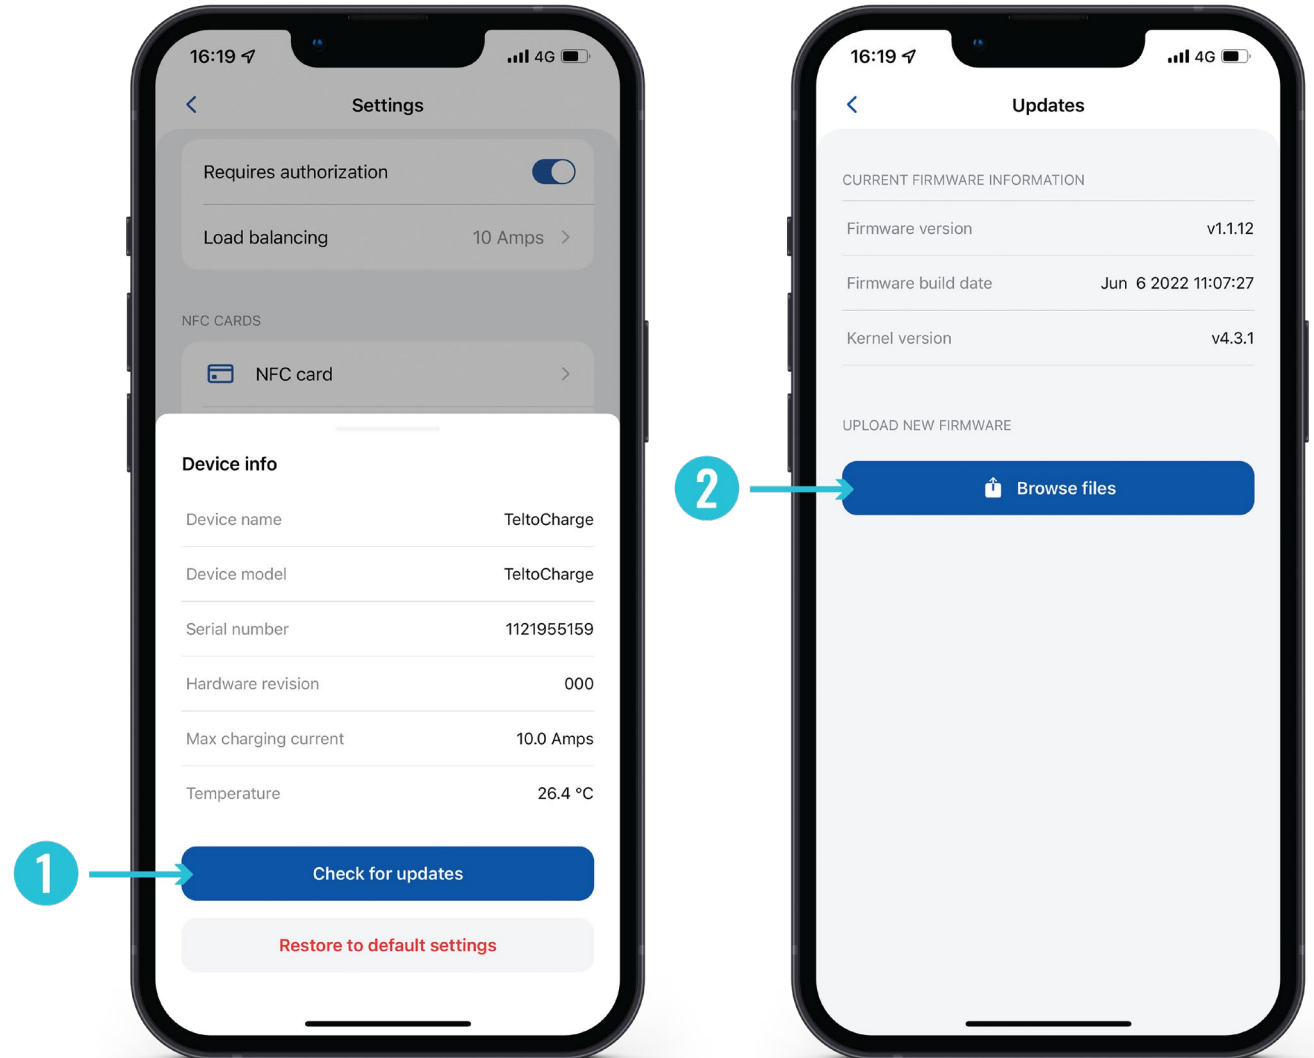 16:19
4G
Settings
Requires authorization
Load balancing 10 Amps
NFC CARDS
NFC card
Device info
Device name TeltoCharge
Device model TeltoCharge
Serial number 1121955159
Hardware revision 000
Max charging current 10.0 Amps
Temperature 26.4 °C
1
Check for updates
Restore to default settings
16:19
4G
Updates
CURRENT FIRMWARE INFORMATION
Firmware version v1.1.12
Firmware build date Jun 6 2022 11:07:27
Kernel version v4.3.1
UPLOAD NEW FIRMWARE
2
Browse files